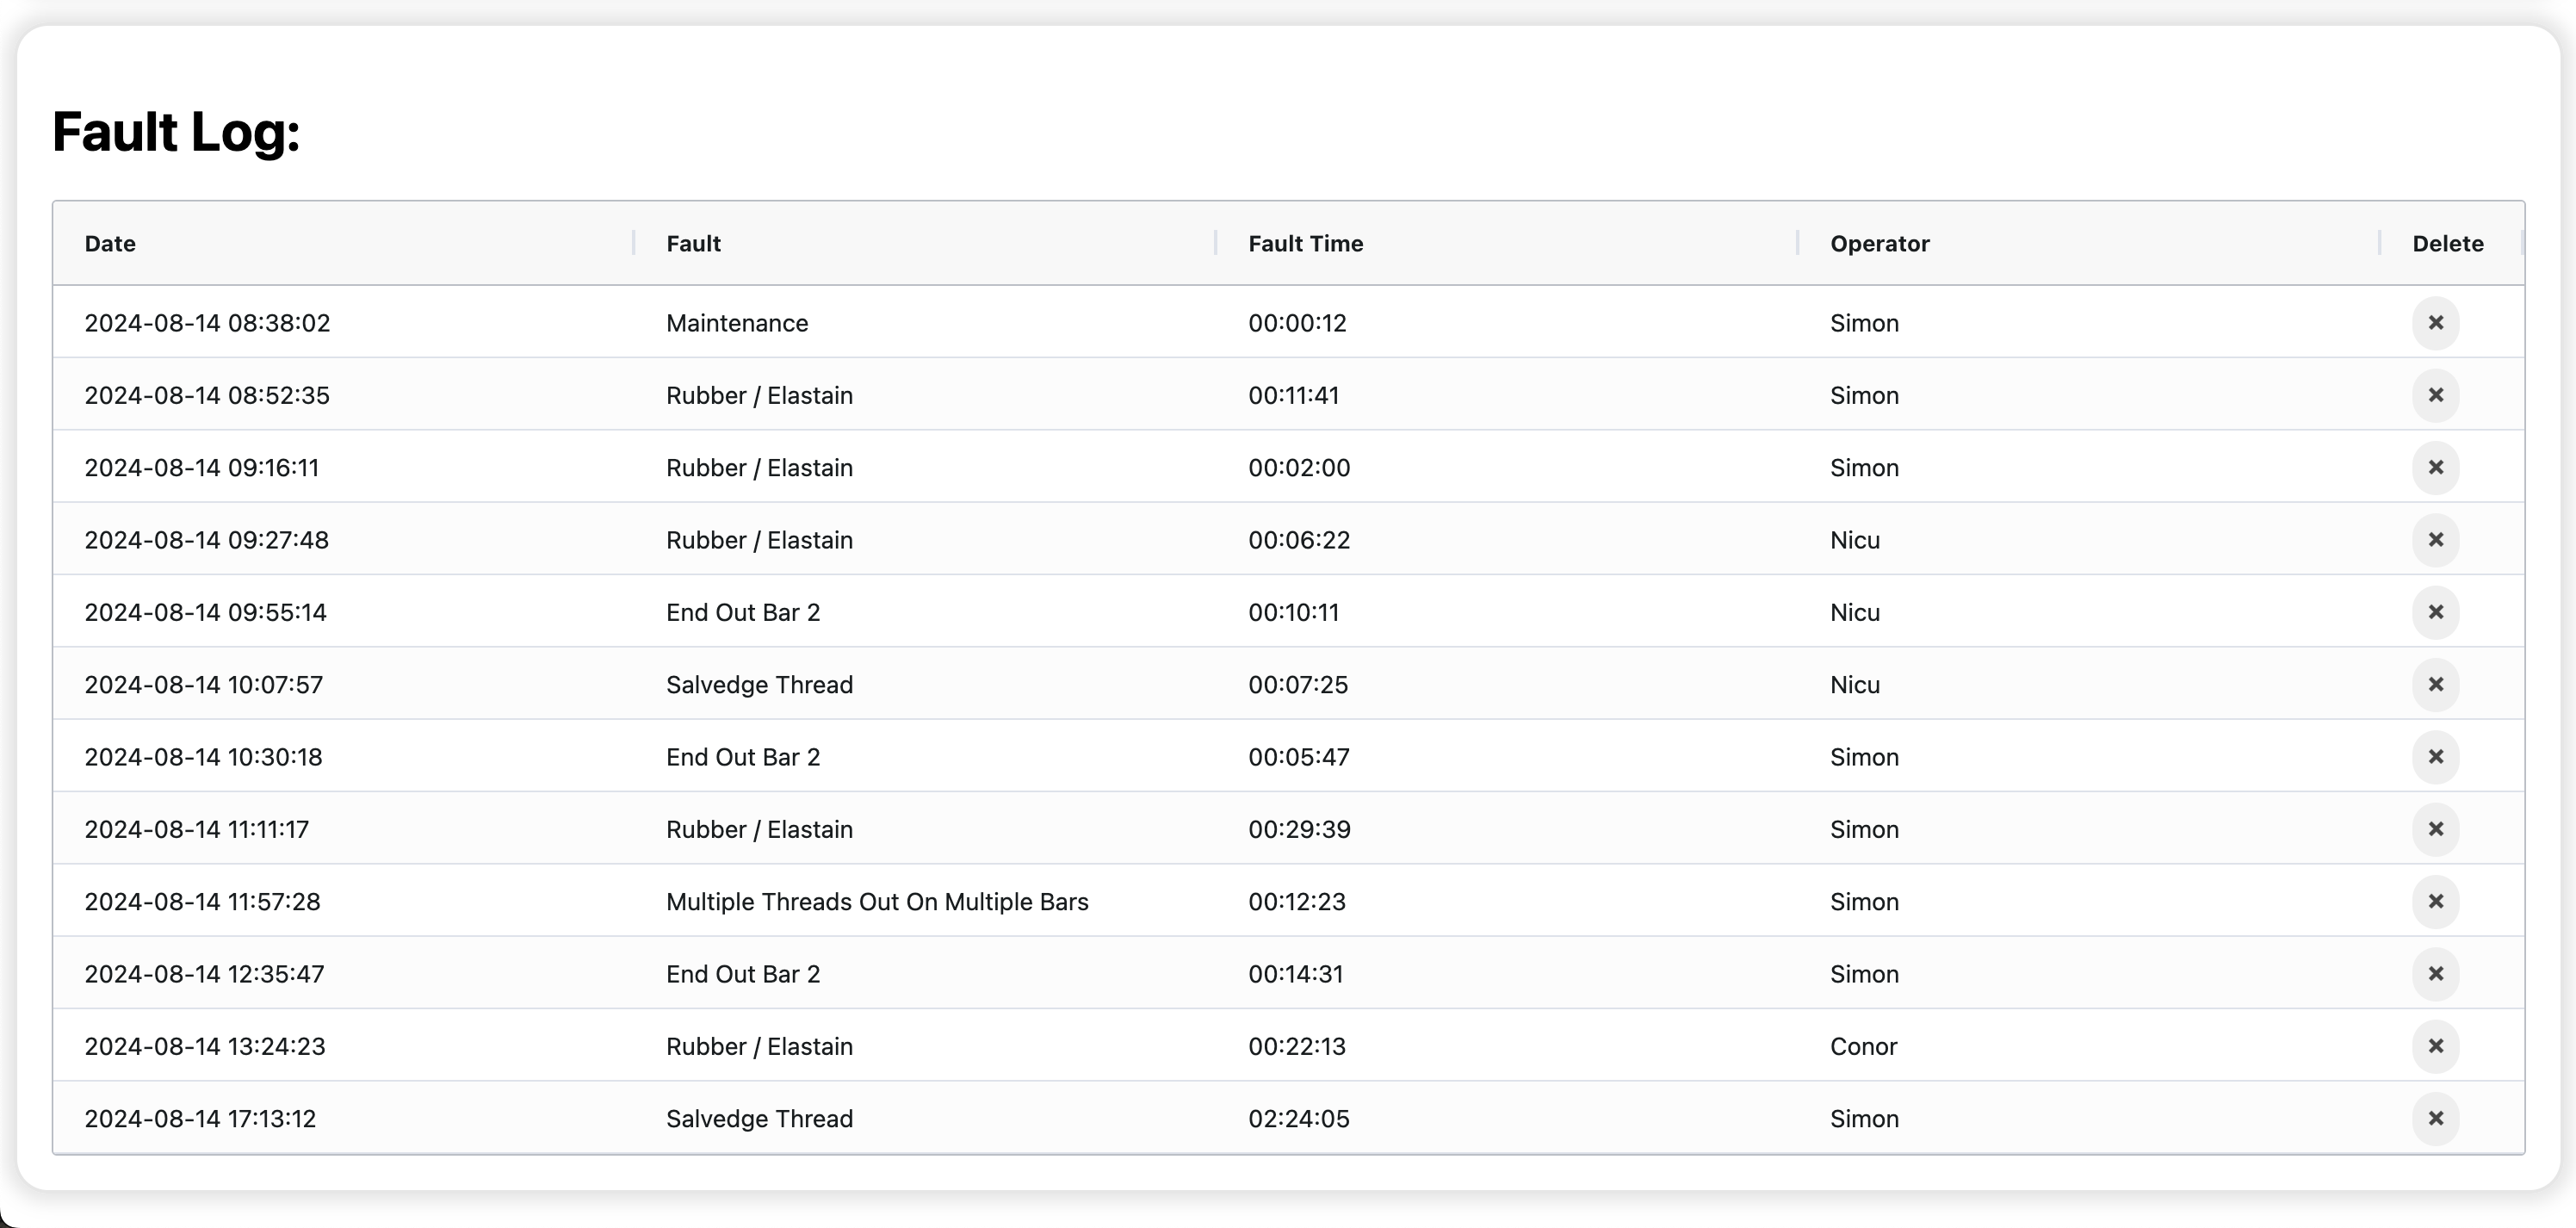 Fault Log:
Date Fault Fault Time Operator Delete
2024-08-14 08:38:02 Maintenance 00:00:12 Simon
2024-08-14 08:52:35 Rubber / Elastain 00:11:41 Simon
2024-08-14 09:16:11 Rubber / Elastain 00:02:00 Simon
2024-08-14 09:27:48 Rubber / Elastain 00:06:22 Nicu
2024-08-14 09:55:14 End Out Bar 2 00:10:11 Nicu
2024-08-14 10:07:57 Salvedge Thread 00:07:25 Nicu
2024-08-14 10:30:18 End Out Bar 2 00:05:47 Simon
2024-08-14 11:11:17 Rubber / Elastain 00:29:39 Simon
2024-08-14 11:57:28 Multiple Threads Out On Multiple Bars 00:12:23 Simon
2024-08-14 12:35:47 End Out Bar 2 00:14:31 Simon
2024-08-14 13:24:23 Rubber / Elastain 00:22:13 Conor
2024-08-14 17:13:12 Salvedge Thread 02:24:05 Simon